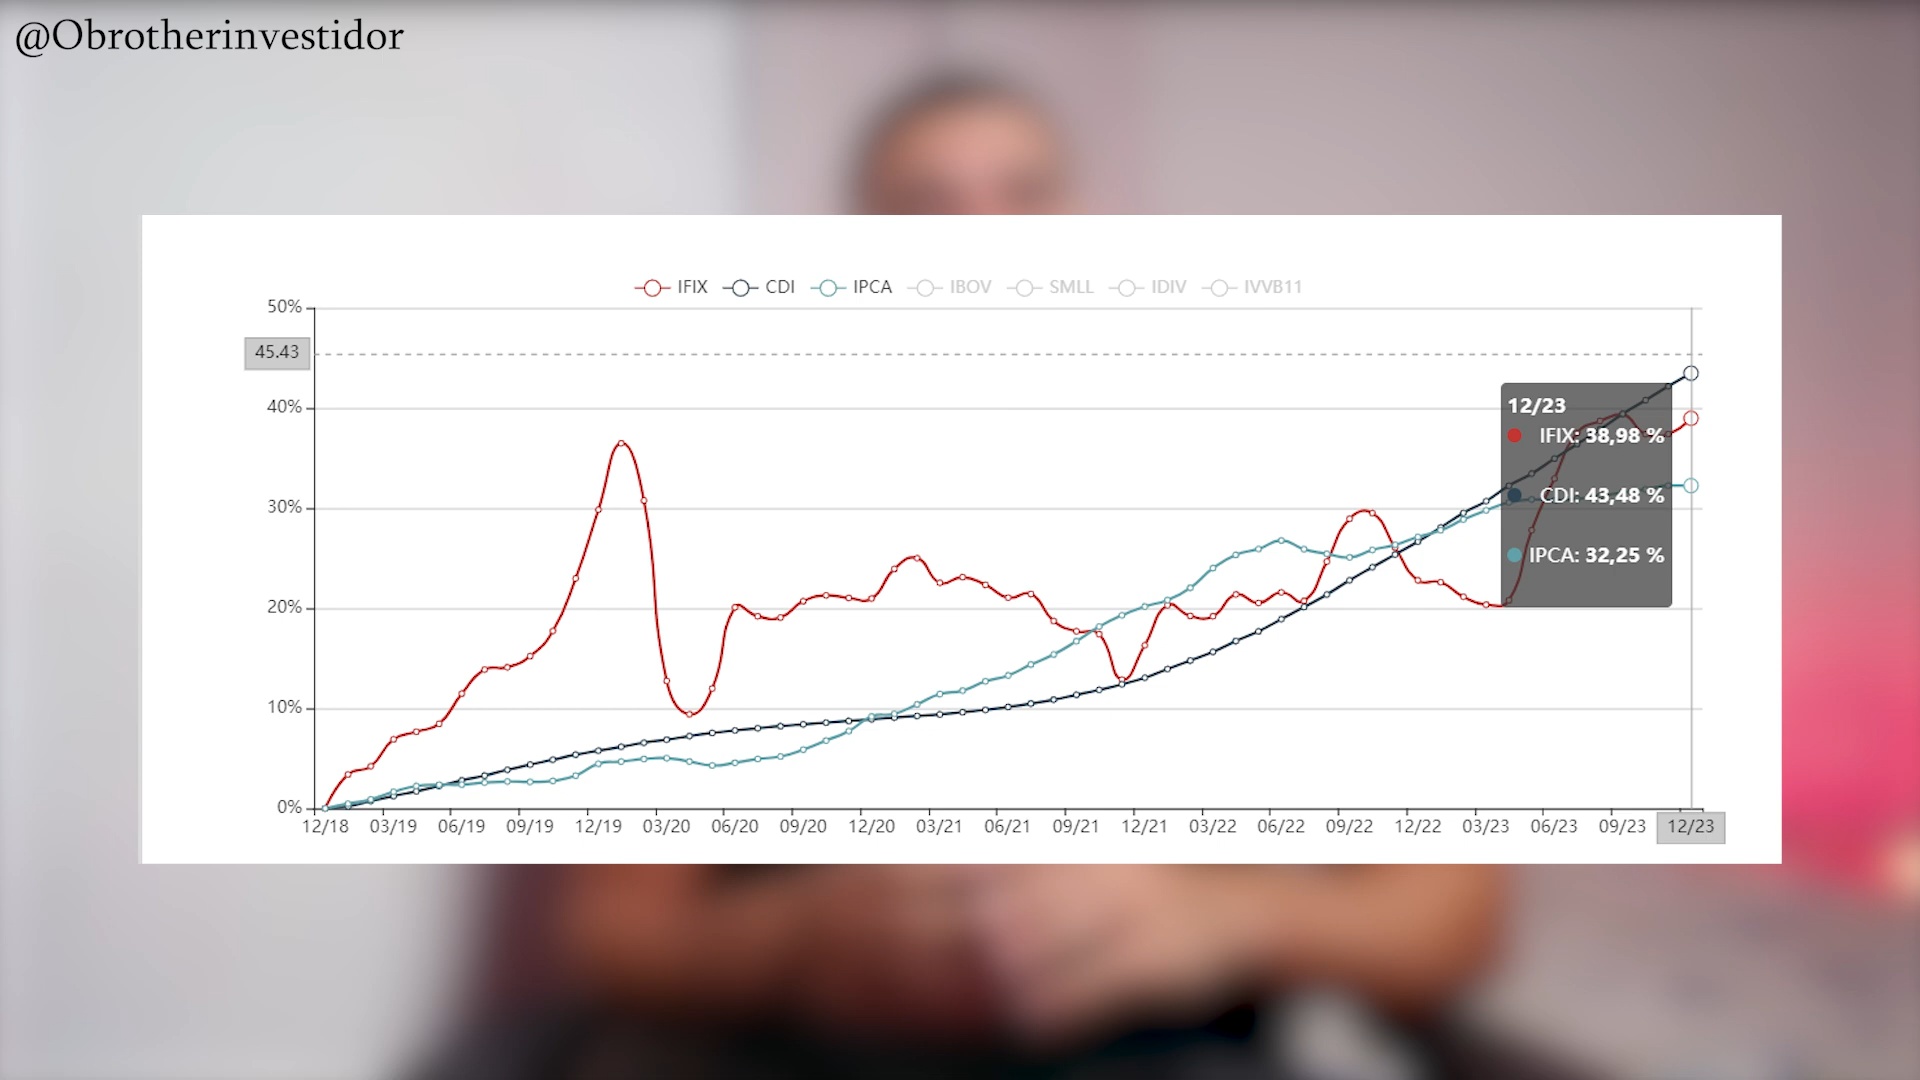 @Obrotherinvestidor
IFIX CDI IPCA IBOV SMLL IDIV IVVB11
50%
45.43
40%
30%
20%
10%
0%
12/23
IFIX: 38,98 %
CDI: 43,48 %
IPCA: 32,25 %
12/18 03/19 06/19 09/19 12/19 03/20 06/20 09/20 12/20 03/21 06/21 09/21 12/21 03/22 06/22 09/22 12/22 03/23 06/23 09/23 12/23